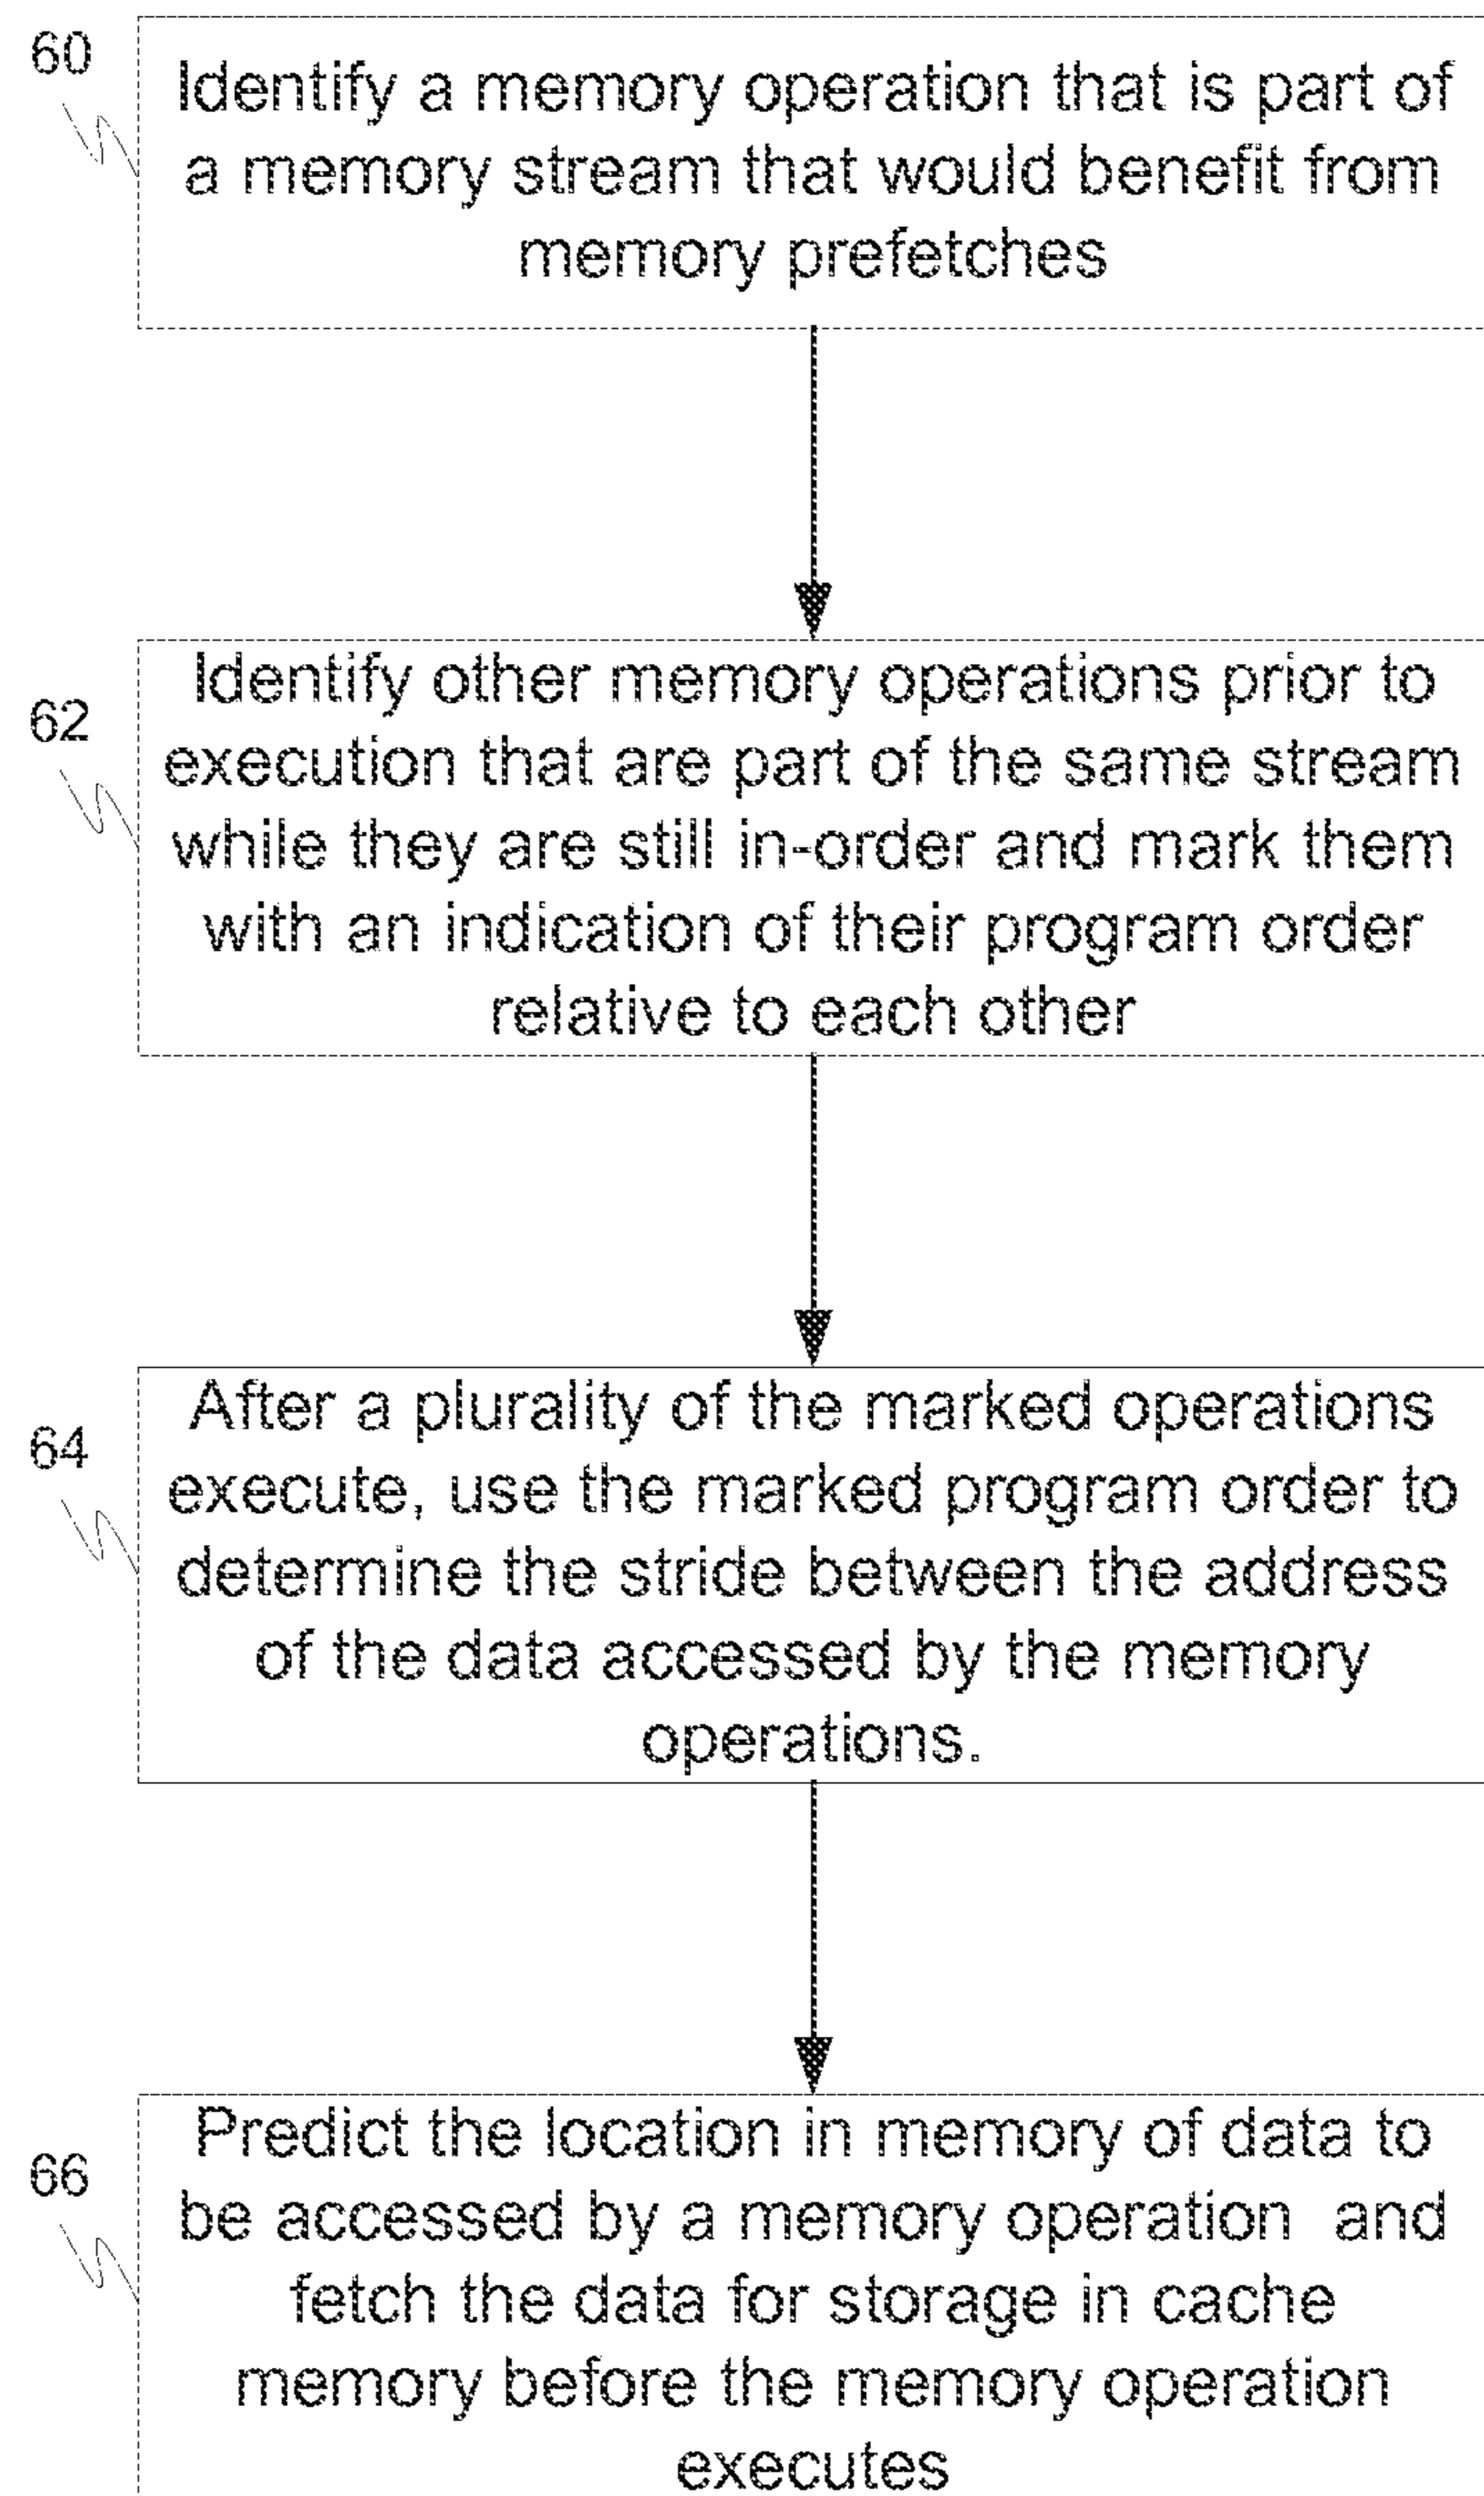 60
Identify a memory operation that is part of
a memory stream that would benefit from
memory prefetches
62
Identify other memory operations prior to
execution that are part of the same stream
while they are still in-order and mark them
with an indication of their program order
relative to each other
64
After a plurality of the marked operations
execute, use the marked program order to
determine the stride between the address
of the data accessed by the memory
operations.
66
Predict the location in memory of data to
be accessed by a memory operation and
fetch the data for storage in cache
memory before the memory operation
executes